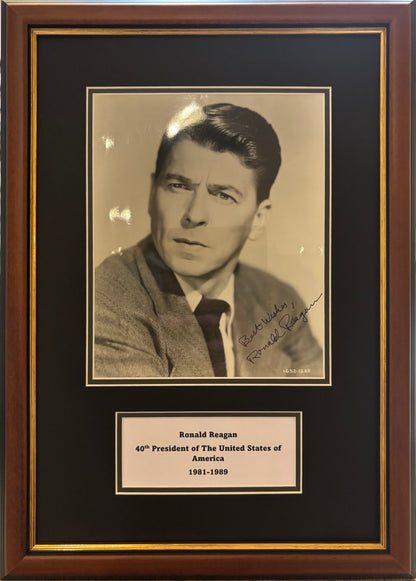 Best Wishes,
Ronald Reagan
Ronald Reagan
40th President of The United States of
America
1981-1989